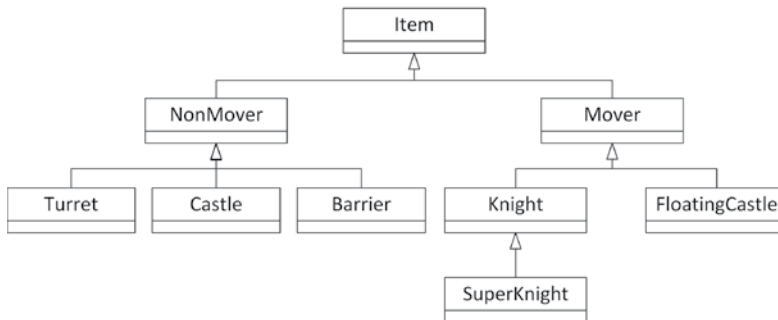 Item
NonMover
Mover
Turret
Castle
Barrier
Knight
FloatingCastle
SuperKnight